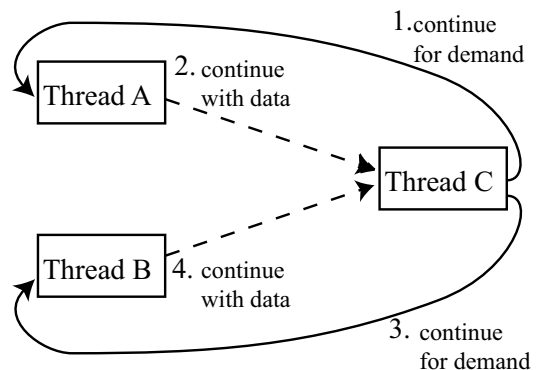 1. continue
for demand
2. continue
with data
Thread A
Thread C
Thread B
4. continue
with data
3. continue
for demand